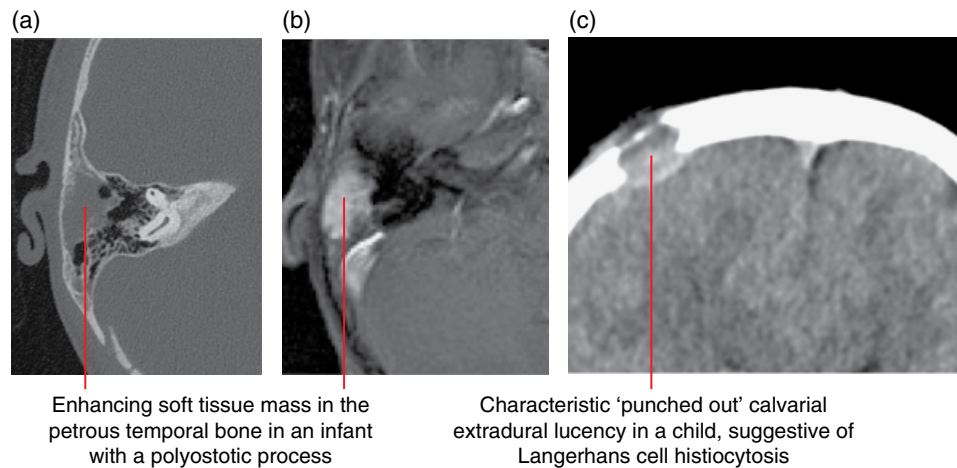 (a)
(b)
(c)
Enhancing soft tissue mass in the
petrous temporal bone in an infant
with a polyostotic process
Characteristic ‘punched out’ calvarial
extradural lucency in a child, suggestive of
Langerhans cell histiocytosis